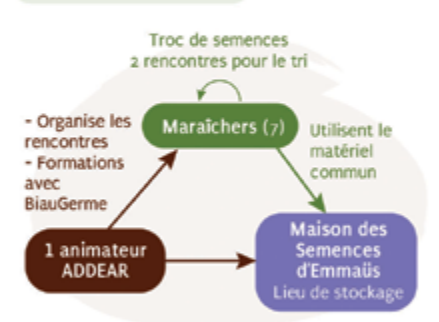 Troc de semences
2 rencontres pour le tri
Maraîchers (7)
- Organise les
rencontres
- Formations
avec
BiauGerme
Utilisent le
matériel
commun
1 animateur
ADDEAR
Maison des
Semences
d'Emmaüs
Lieu de stockage